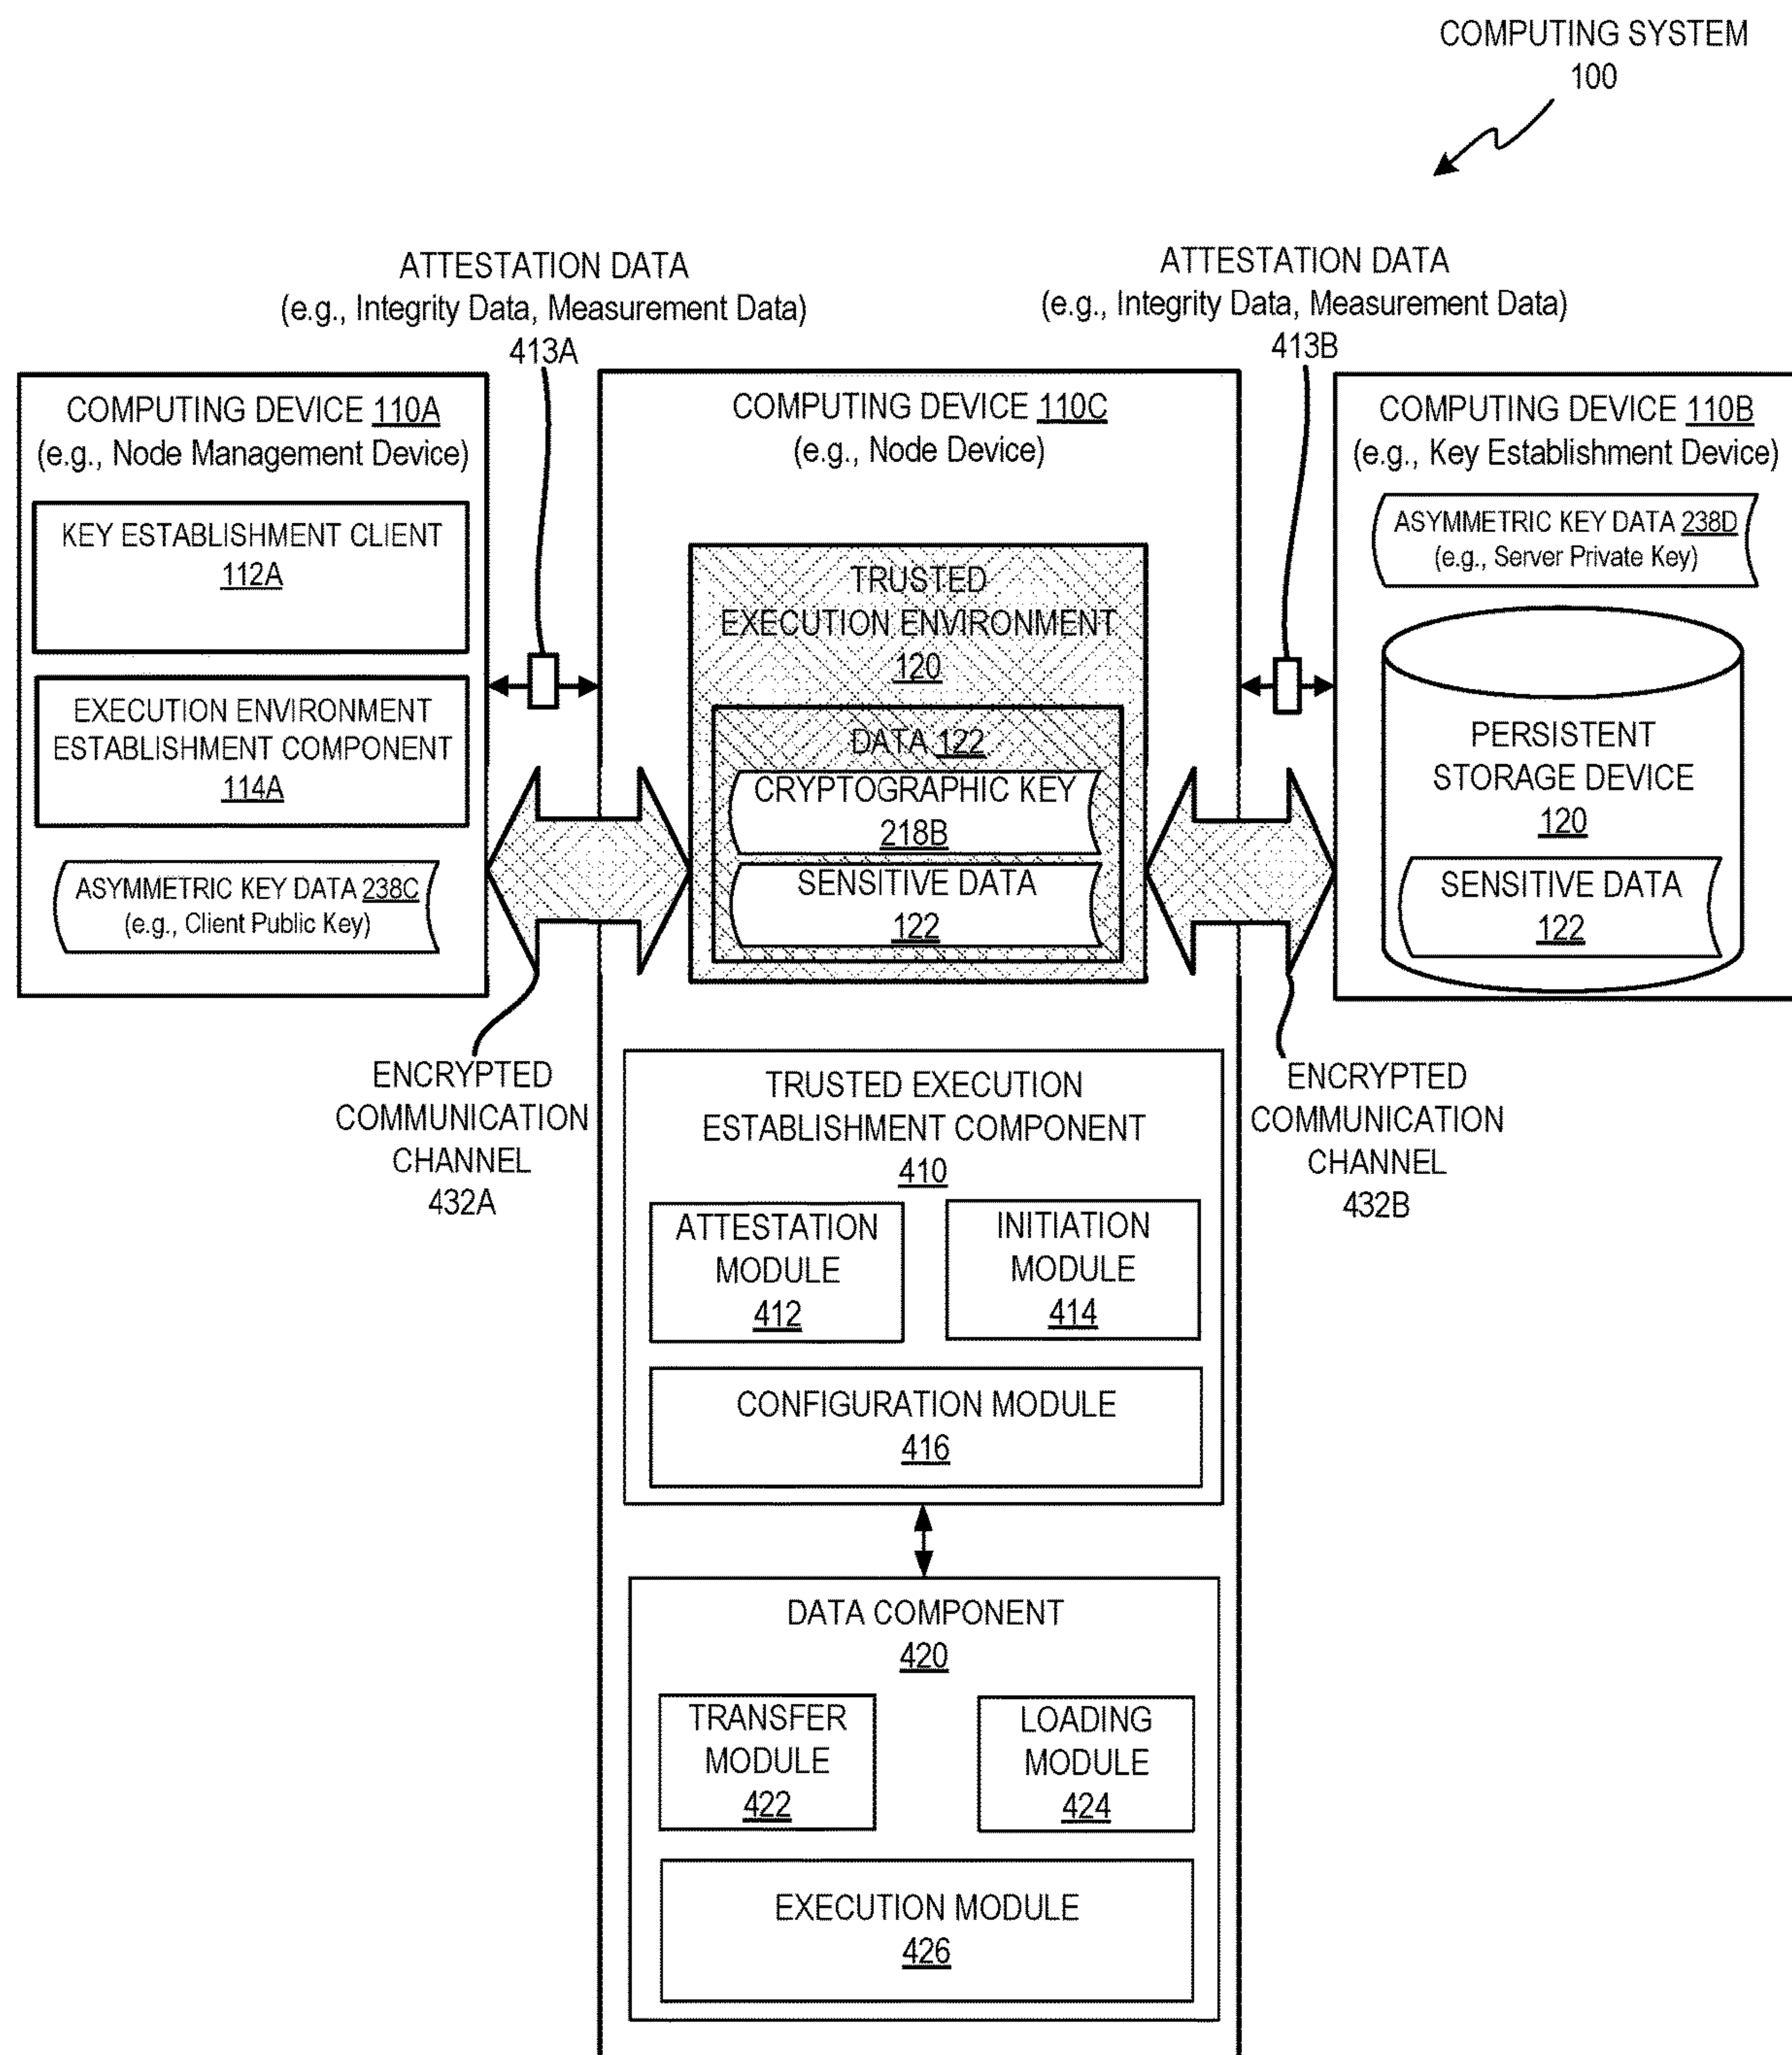 COMPUTING SYSTEM
100
ATTESTATION DATA
(e.g., Integrity Data, Measurement Data)
413A
ATTESTATION DATA
(e.g., Integrity Data, Measurement Data)
413B
COMPUTING DEVICE 110A
(e.g., Node Management Device)
KEY ESTABLISHMENT CLIENT
112A
EXECUTION ENVIRONMENT
ESTABLISHMENT COMPONENT
114A
ASYMMETRIC KEY DATA 238C
(e.g., Client Public Key)
COMPUTING DEVICE 110C
(e.g., Node Device)
TRUSTED
EXECUTION ENVIRONMENT
120
DATA 122
CRYPTOGRAPHIC KEY
218B
SENSITIVE DATA
122
COMPUTING DEVICE 110B
(e.g., Key Establishment Device)
ASYMMETRIC KEY DATA 238D
(e.g., Server Private Key)
PERSISTENT
STORAGE DEVICE
120
SENSITIVE DATA
122
ENCRYPTED
COMMUNICATION
CHANNEL
432A
ENCRYPTED
COMMUNICATION
CHANNEL
432B
TRUSTED EXECUTION
ESTABLISHMENT COMPONENT
410
ATTESTATION
MODULE
412
INITIATION
MODULE
414
CONFIGURATION MODULE
416
DATA COMPONENT
420
TRANSFER
MODULE
422
LOADING
MODULE
424
EXECUTION MODULE
426